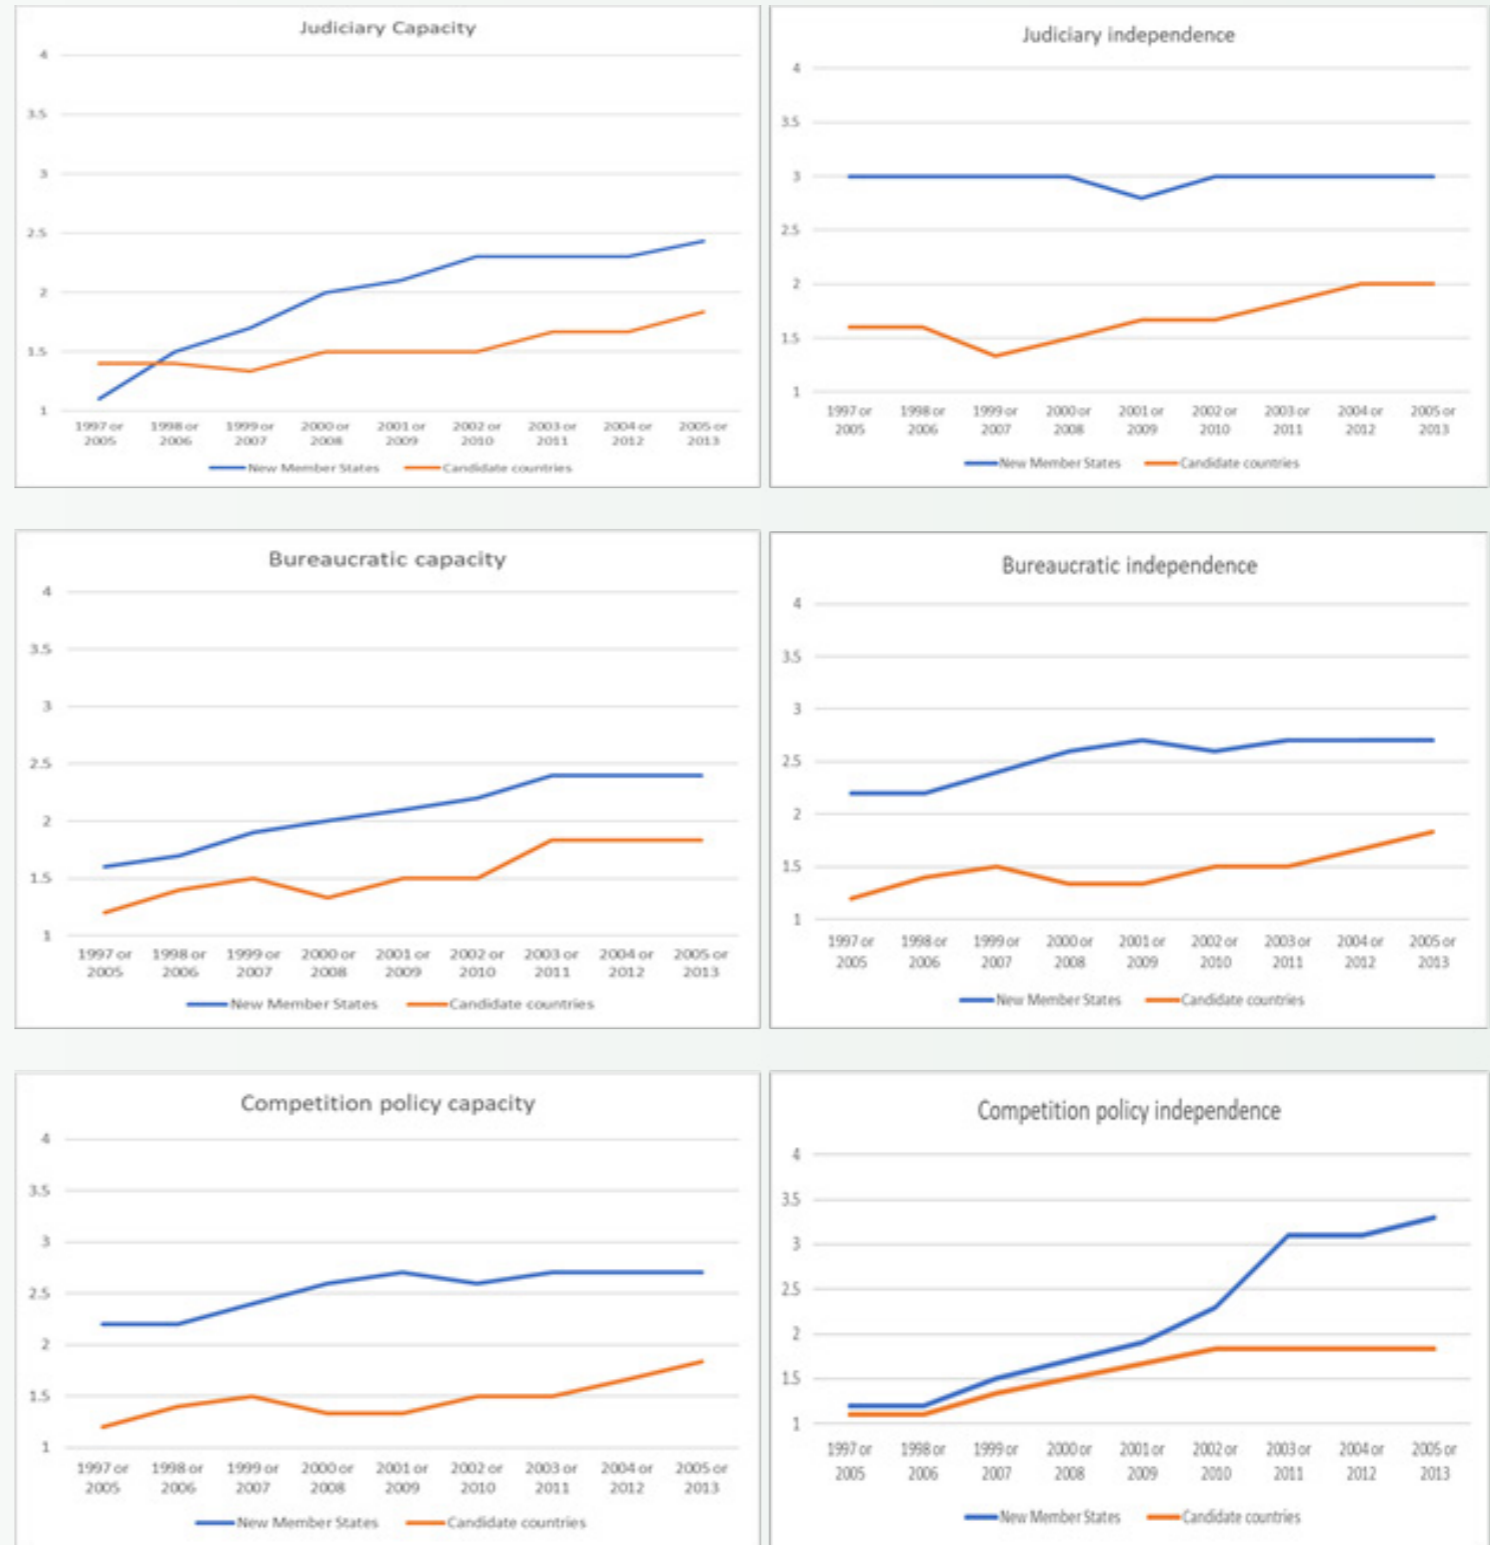 Judiciary Capacity
4
3.5
3
2.5
2
1.5
1
1997 or 1998 or 1999 or 2000 or 2001 or 2002 or 2003 or 2004 or 2005 or
2005 2006 2007 2008 2009 2010 2011 2012 2013
New Member States Candidate countries
Judiciary independence
4
3.5
3
2.5
2
1.5
1
1997 or 1998 or 1999 or 2000 or 2001 or 2002 or 2003 or 2004 or 2005 or
2005 2006 2007 2008 2009 2010 2011 2012 2013
New Member States Candidate countries
Bureaucratic capacity
4
3.5
3
2.5
2
1.5
1
1997 or 1998 or 1999 or 2000 or 2001 or 2002 or 2003 or 2004 or 2005 or
2005 2006 2007 2008 2009 2010 2011 2012 2013
New Member States Candidate countries
Bureaucratic independence
4
3.5
3
2.5
2
1.5
1
1997 or 1998 or 1999 or 2000 or 2001 or 2002 or 2003 or 2004 or 2005 or
2005 2006 2007 2008 2009 2010 2011 2012 2013
New Member States Candidate countries
Competition policy capacity
4
3.5
3
2.5
2
1.5
1
1997 or 1998 or 1999 or 2000 or 2001 or 2002 or 2003 or 2004 or 2005 or
2005 2006 2007 2008 2009 2010 2011 2012 2013
New Member States Candidate countries
Competition policy independence
4
3.5
3
2.5
2
1.5
1
1997 or 1998 or 1999 or 2000 or 2001 or 2002 or 2003 or 2004 or 2005 or
2005 2006 2007 2008 2009 2010 2011 2012 2013
New Member States Candidate countries